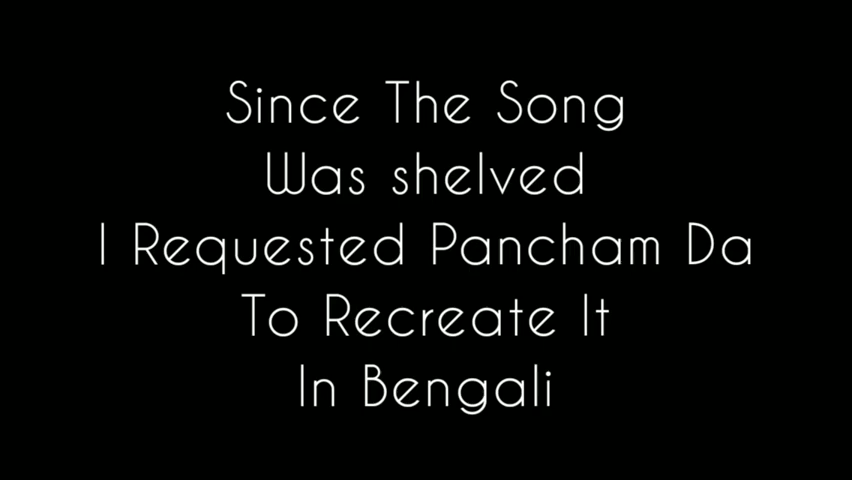 Since The Song
Was shelved
I Requested Pancham Da
To Recreate It
In Bengali